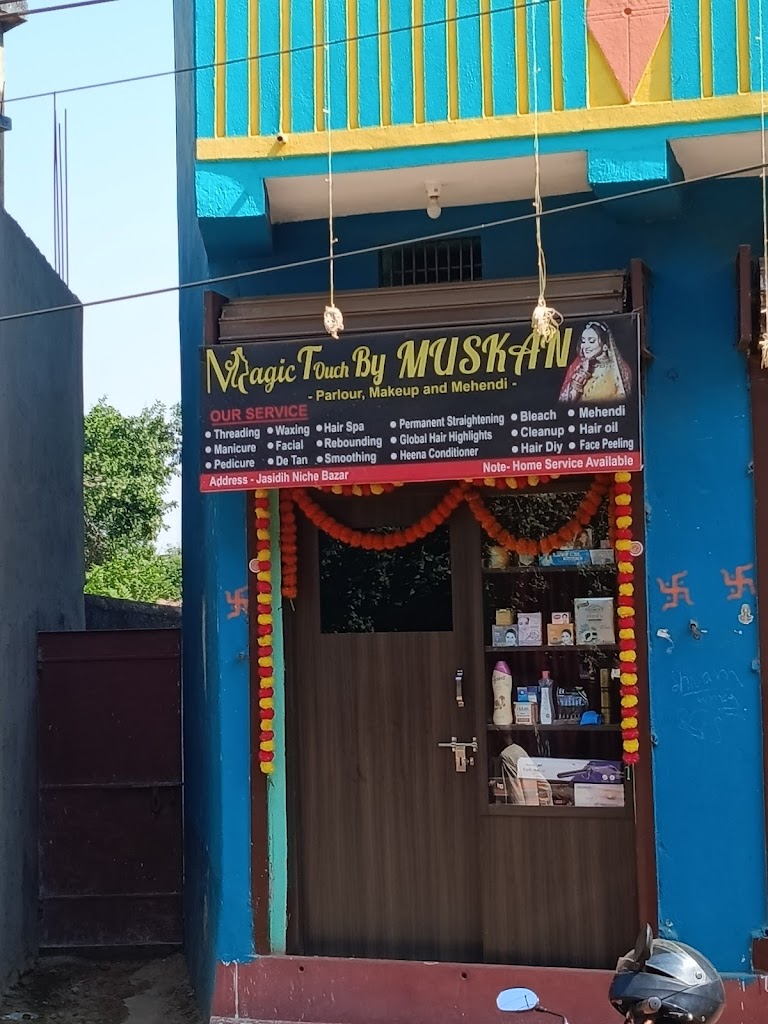 Magic Touch By MUSKAN
- Parlour, Makeup and Mehendi -
OUR SERVICE
• Threading • Waxing • Hair Spa • Permanent Straightening • Bleach • Mehendi
• Manicure • Facial • Rebounding • Global Hair Highlights • Cleanup • Hair oil
• Pedicure • De Tan • Smoothing • Heena Conditioner • Hair Diy • Face Peeling
Address - Jasidih Niche Bazar Note- Home Service Available